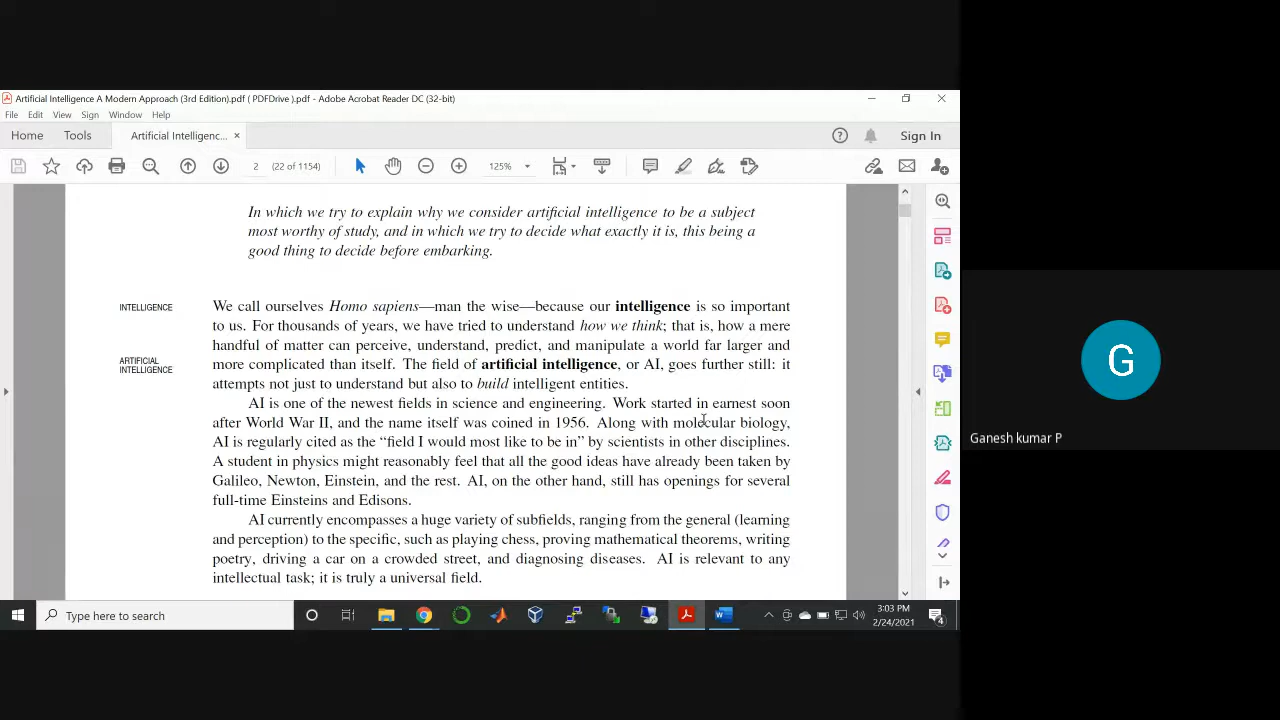 Artificial Intelligence A Modern Approach (3rd Edition).pdf ( PDFDrive ).pdf - Adobe Acrobat Reader DC (32-bit)
File Edit View Sign Window Help
Home Tools Artificial Intelligenc... × Sign In
2 (22 of 1154) 125%
In which we try to explain why we consider artificial intelligence to be a subject
most worthy of study, and in which we try to decide what exactly it is, this being a
good thing to decide before embarking.
INTELLIGENCE
We call ourselves Homo sapiens—man the wise—because our intelligence is so important
to us. For thousands of years, we have tried to understand how we think; that is, how a mere
handful of matter can perceive, understand, predict, and manipulate a world far larger and
ARTIFICIAL
INTELLIGENCE
more complicated than itself. The field of artificial intelligence, or AI, goes further still: it
attempts not just to understand but also to build intelligent entities.
AI is one of the newest fields in science and engineering. Work started in earnest soon
after World War II, and the name itself was coined in 1956. Along with molecular biology,
AI is regularly cited as the “field I would most like to be in” by scientists in other disciplines.
A student in physics might reasonably feel that all the good ideas have already been taken by
Galileo, Newton, Einstein, and the rest. AI, on the other hand, still has openings for several
full-time Einsteins and Edisons.
AI currently encompasses a huge variety of subfields, ranging from the general (learning
and perception) to the specific, such as playing chess, proving mathematical theorems, writing
poetry, driving a car on a crowded street, and diagnosing diseases. AI is relevant to any
intellectual task; it is truly a universal field.
Type here to search
3:03 PM
2/24/2021
4
G
Ganesh kumar P